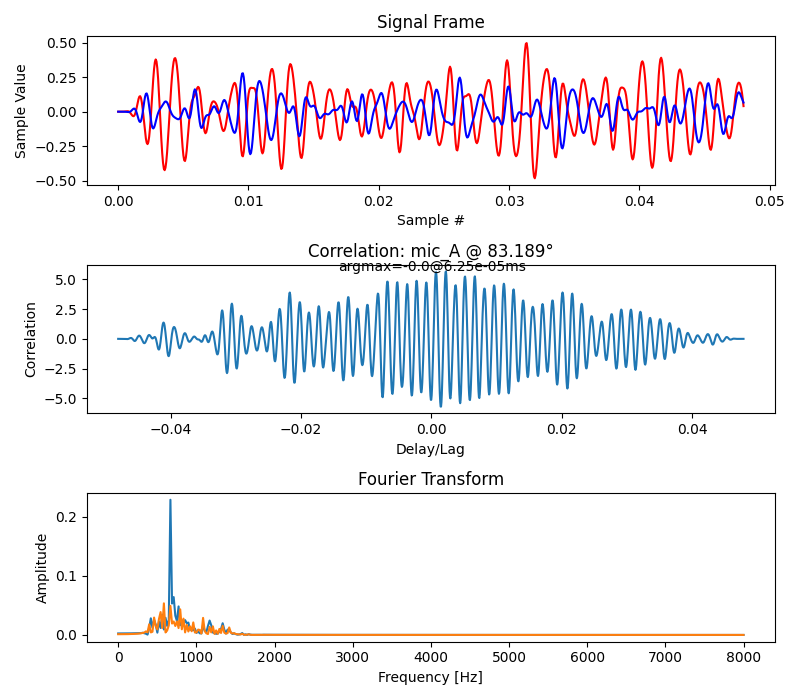 Signal Frame
0.50
0.25
0.00
−0.25
−0.50
Sample Value
0.00 0.01 0.02 0.03 0.04 0.05
Sample #
Correlation: mic_A @ 83.189°
argmax=-0.0@6.25e-05ms
5.0
2.5
0.0
−2.5
−5.0
Correlation
−0.04 −0.02 0.00 0.02 0.04
Delay/Lag
Fourier Transform
0.2
0.1
0.0
Amplitude
0 1000 2000 3000 4000 5000 6000 7000 8000
Frequency [Hz]